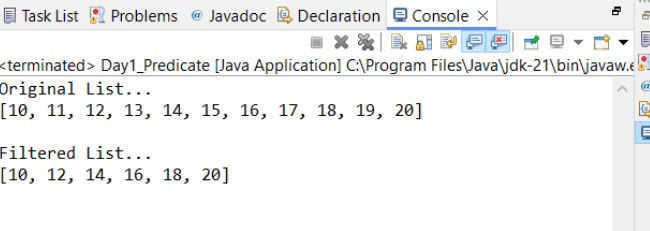 Task List Problems @ Javadoc Declaration Console
<terminated> Day1_Predicate [Java Application] C:\Program Files\Java\jdk-21\bin\javaw.e
Original List...
[10, 11, 12, 13, 14, 15, 16, 17, 18, 19, 20]
Filtered List...
[10, 12, 14, 16, 18, 20]